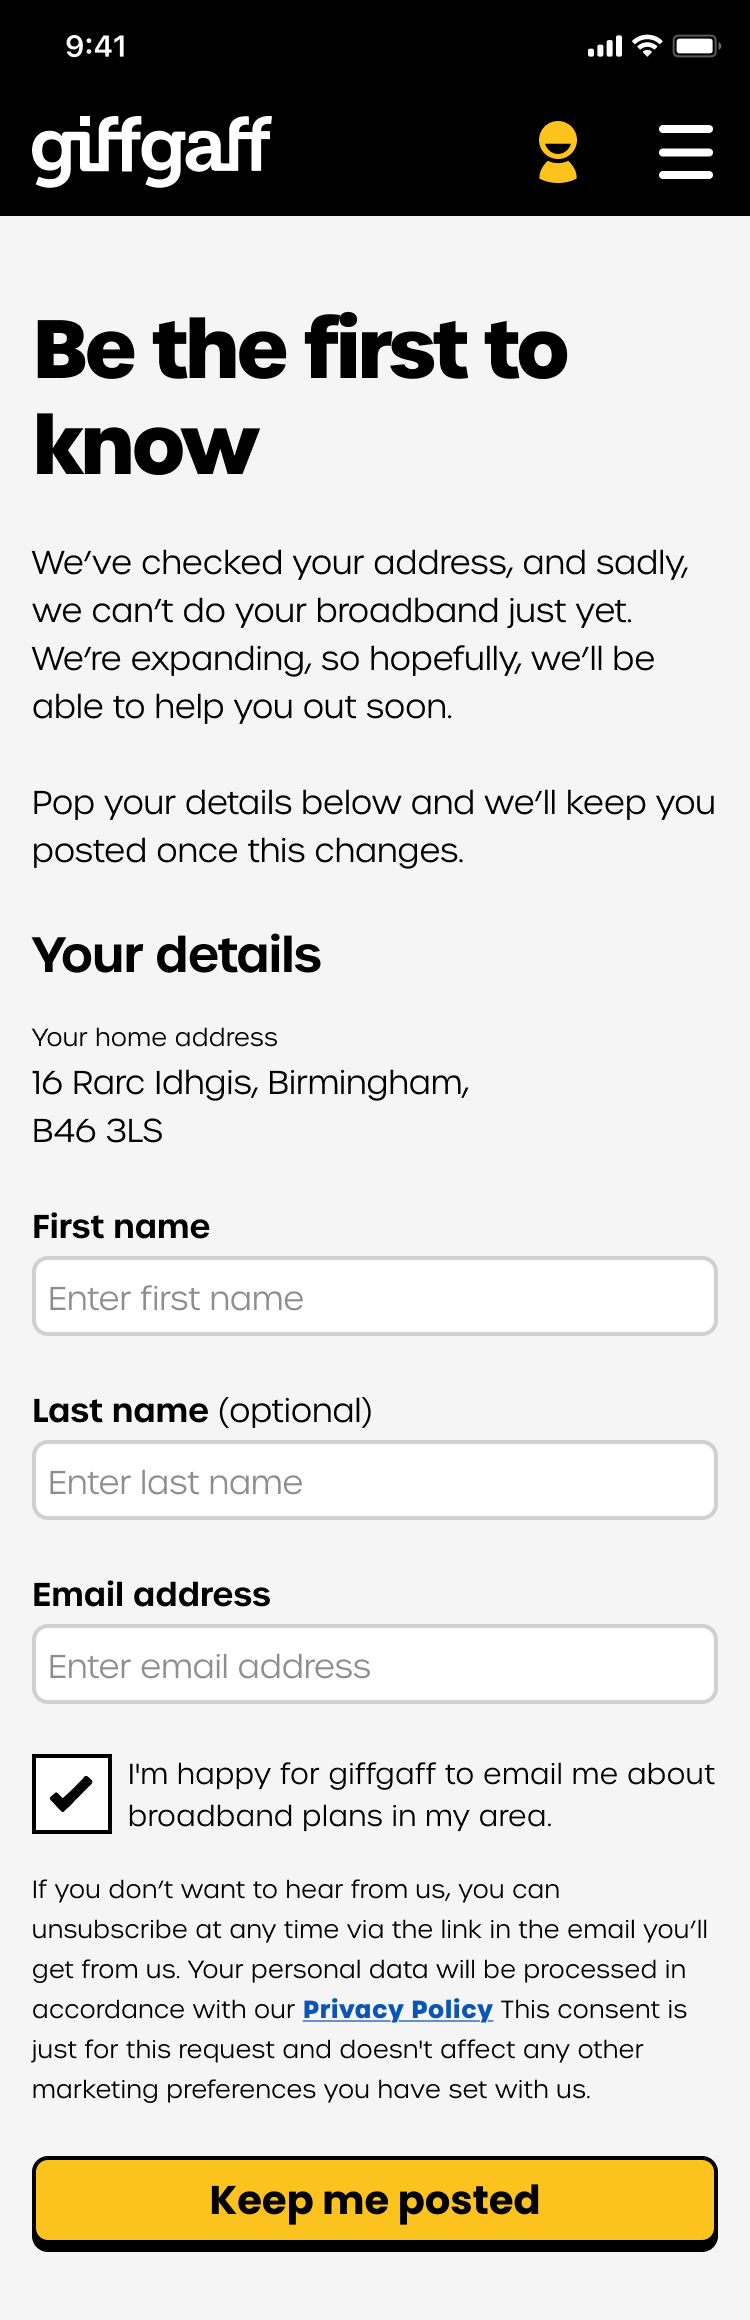 9:41
giffgaff
Be the first to
know
We’ve checked your address, and sadly,
we can’t do your broadband just yet.
We’re expanding, so hopefully, we’ll be
able to help you out soon.
Pop your details below and we’ll keep you
posted once this changes.
Your details
Your home address
16 Rarc Idhgis, Birmingham,
B46 3LS
First name
Enter first name
Last name (optional)
Enter last name
Email address
Enter email address
I'm happy for giffgaff to email me about
broadband plans in my area.
If you don’t want to hear from us, you can
unsubscribe at any time via the link in the email you’ll
get from us. Your personal data will be processed in
accordance with our Privacy Policy This consent is
just for this request and doesn't affect any other
marketing preferences you have set with us.
Keep me posted